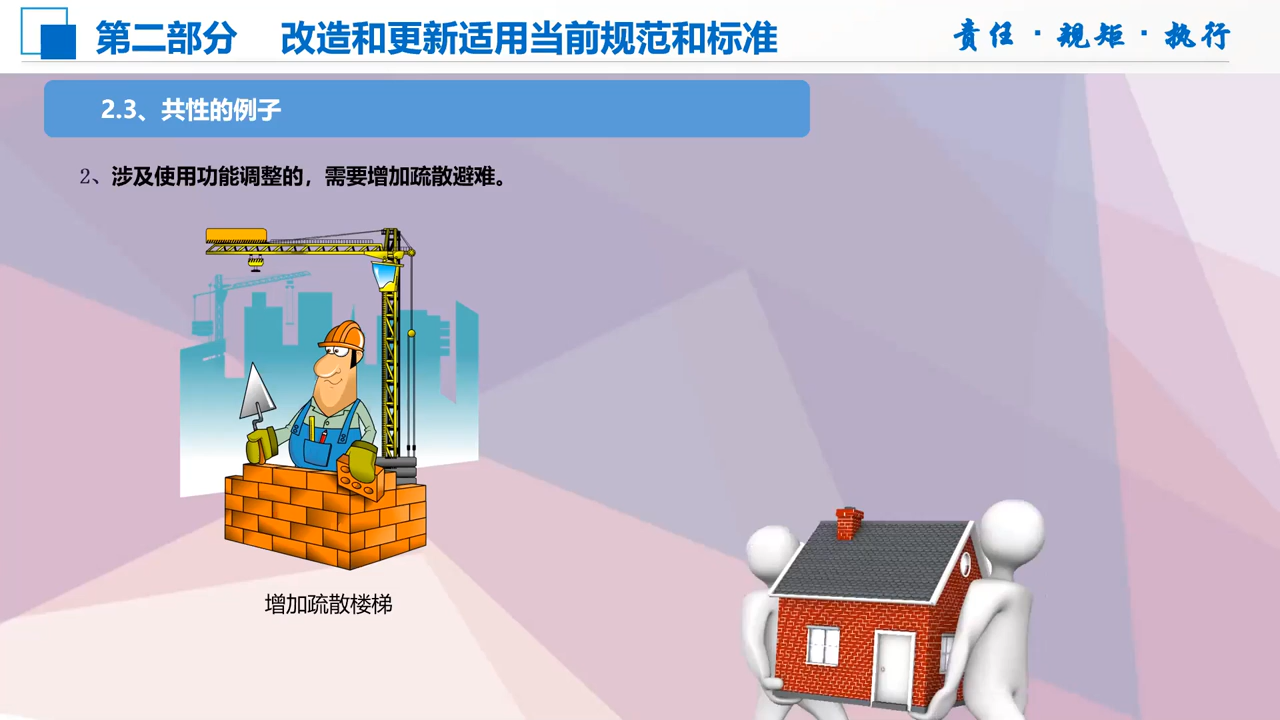 第二部分 改造和更新适用当前规范和标准
责任·规矩·执行
2.3、共性的例子
2、涉及使用功能调整的，需要增加疏散避难。
增加疏散楼梯